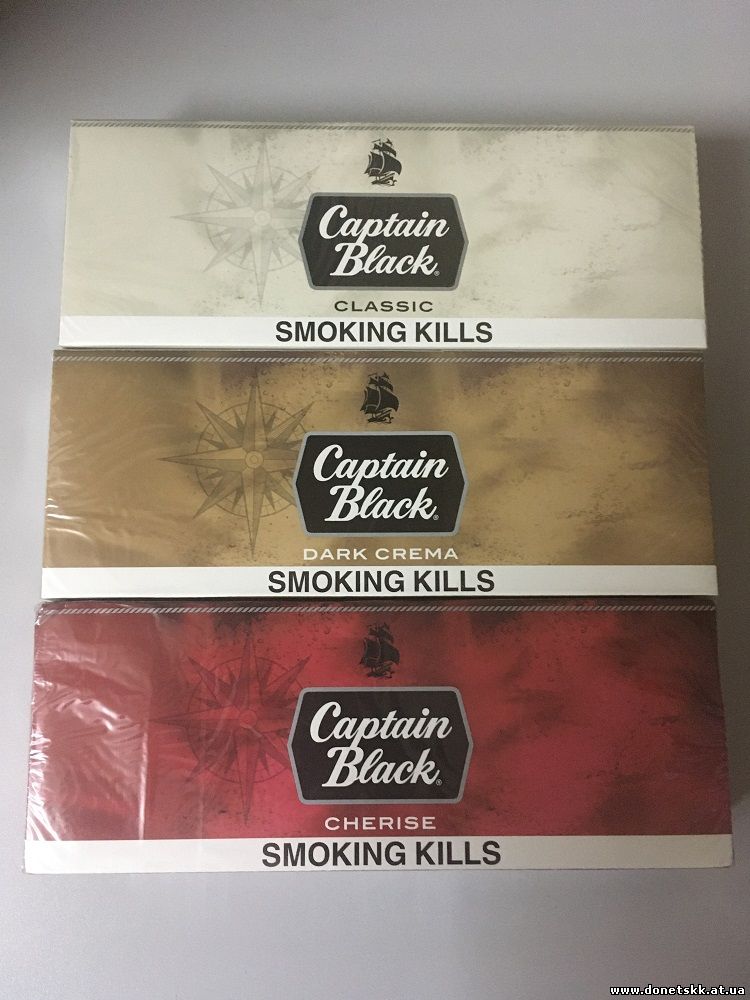 Captain
Black®
CLASSIC
SMOKING KILLS
Captain
Black®
DARK CREMA
SMOKING KILLS
Captain
Black®
CHERISE
SMOKING KILLS
www.donetskk.at.ua